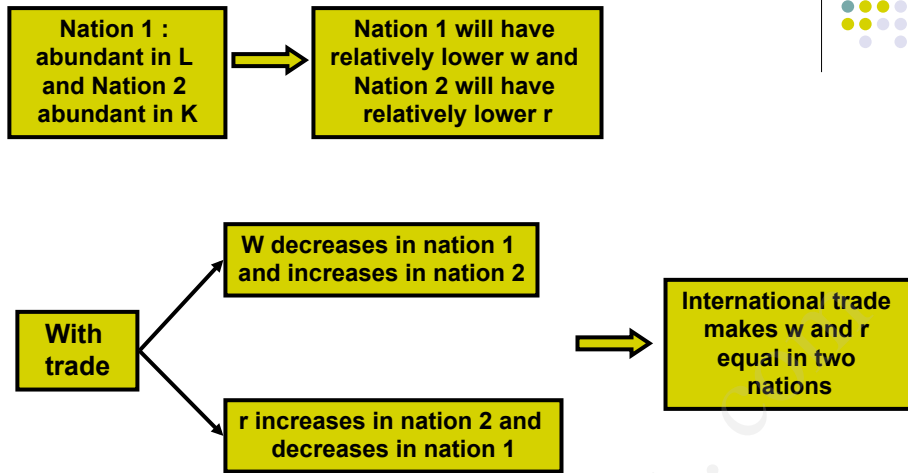 Nation 1 :
abundant in L
and Nation 2
abundant in K
Nation 1 will have
relatively lower w and
Nation 2 will have
relatively lower r
With
trade
W decreases in nation 1
and increases in nation 2
r increases in nation 2 and
decreases in nation 1
International trade
makes w and r
equal in two
nations